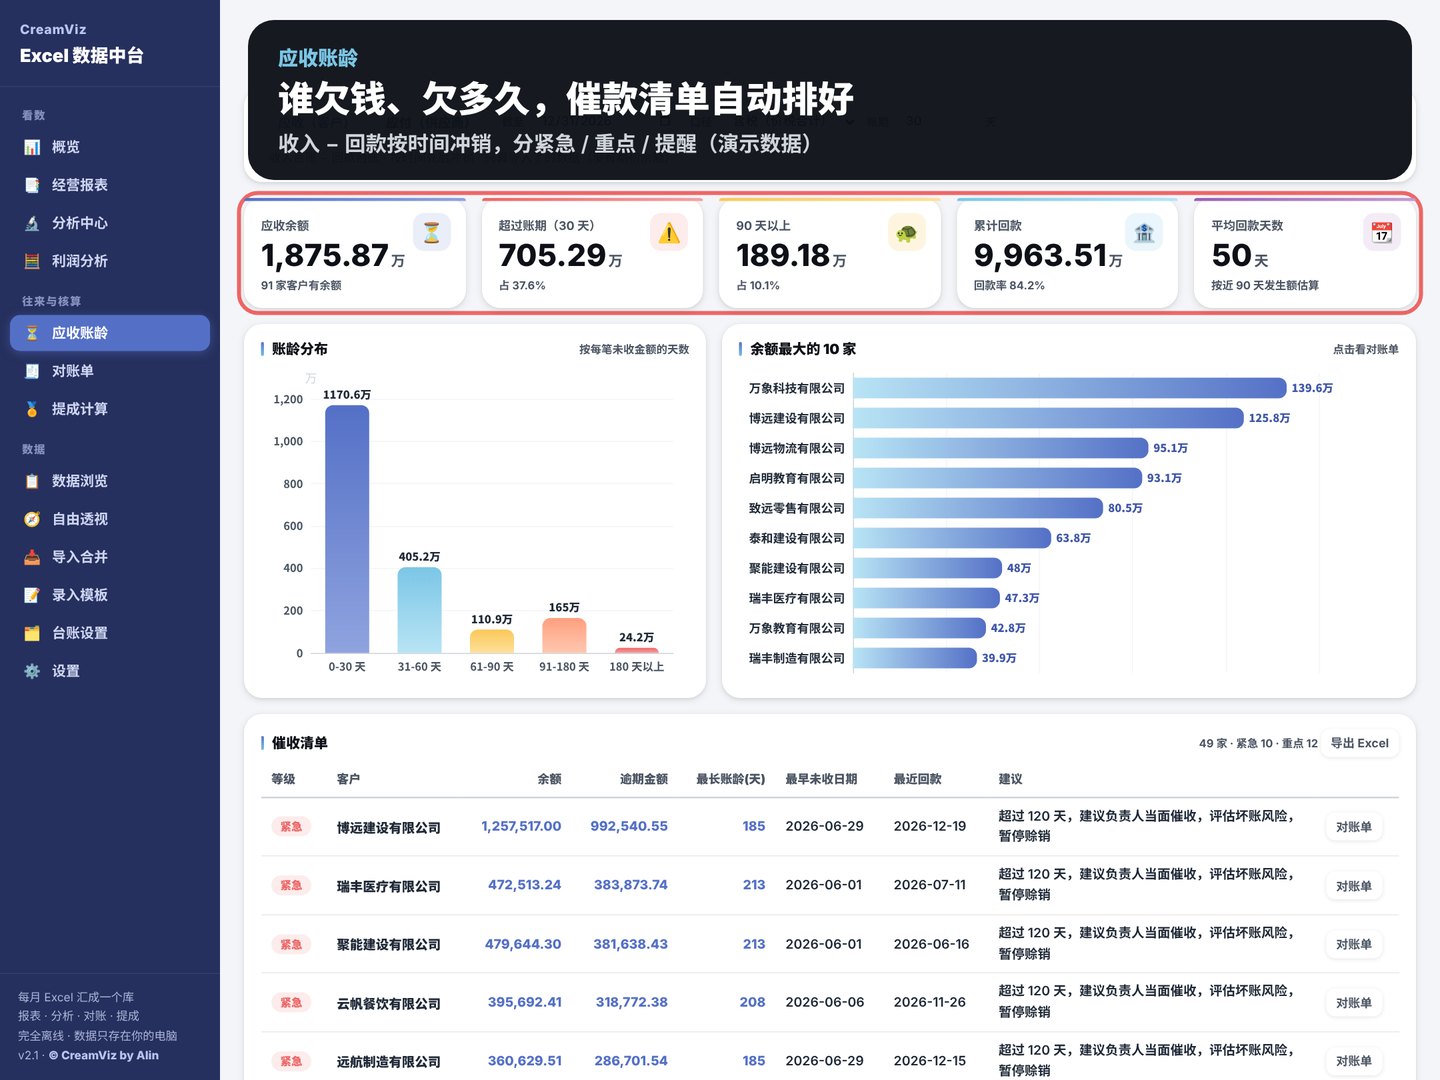 CreamViz
Excel 数据中台
看数
概览
经营报表
分析中心
利润分析
往来与核算
应收账龄
对账单
提成计算
数据
数据浏览
自由透视
导入合并
录入模板
台账设置
设置
每月 Excel 汇成一个库
报表 · 分析 · 对账 · 提成
完全离线 · 数据只存在你的电脑
v2.1 · © CreamViz by Alin
应收账龄
谁欠钱、欠多久，催款清单自动排好
收入 – 回款按时间冲销，分紧急 / 重点 / 提醒（演示数据）
应收余额
1,875.87 万
91 家客户有余额
超过账期（30 天）
705.29 万
占 37.6%
90 天以上
189.18 万
占 10.1%
累计回款
9,963.51 万
回款率 84.2%
平均回款天数
50 天
按近 90 天发生额估算
账龄分布 按每笔未收金额的天数
万
1,200
1,000
800
600
400
200
0
1170.6万
405.2万
110.9万
165万
24.2万
0-30 天 31-60 天 61-90 天 91-180 天 180 天以上
余额最大的 10 家 点击看对账单
万象科技有限公司 139.6万
博远建设有限公司 125.8万
博远物流有限公司 95.1万
启明教育有限公司 93.1万
致远零售有限公司 80.5万
泰和建设有限公司 63.8万
聚能建设有限公司 48万
瑞丰医疗有限公司 47.3万
万象教育有限公司 42.8万
瑞丰制造有限公司 39.9万
催收清单 49 家 · 紧急 10 · 重点 12 导出 Excel
等级 客户 余额 逾期金额 最长账龄(天) 最早未收日期 最近回款 建议
紧急 博远建设有限公司 1,257,517.00 992,540.55 185 2026-06-29 2026-12-19 超过 120 天，建议负责人当面催收，评估坏账风险，
暂停赊销 对账单
紧急 瑞丰医疗有限公司 472,513.24 383,873.74 213 2026-06-01 2026-07-11 超过 120 天，建议负责人当面催收，评估坏账风险，
暂停赊销 对账单
紧急 聚能建设有限公司 479,644.30 381,638.43 213 2026-06-01 2026-06-16 超过 120 天，建议负责人当面催收，评估坏账风险，
暂停赊销 对账单
紧急 云帆餐饮有限公司 395,692.41 318,772.38 208 2026-06-06 2026-11-26 超过 120 天，建议负责人当面催收，评估坏账风险，
暂停赊销 对账单
紧急 远航制造有限公司 360,629.51 286,701.54 185 2026-06-29 2026-12-15 超过 120 天，建议负责人当面催收，评估坏账风险，
暂停赊销 对账单